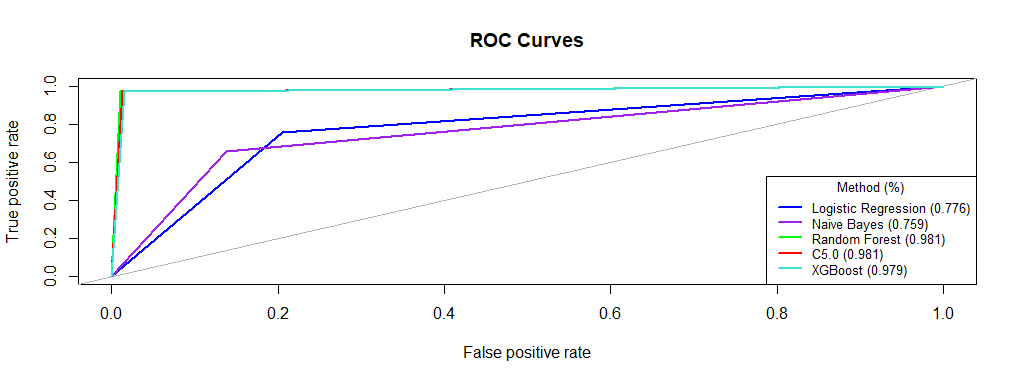 ROC Curves
True positive rate
1.0
0.8
0.6
0.4
0.2
0.0
Method (%)
Logistic Regression (0.776)
Naive Bayes (0.759)
Random Forest (0.981)
C5.0 (0.981)
XGBoost (0.979)
0.0 0.2 0.4 0.6 0.8 1.0
False positive rate